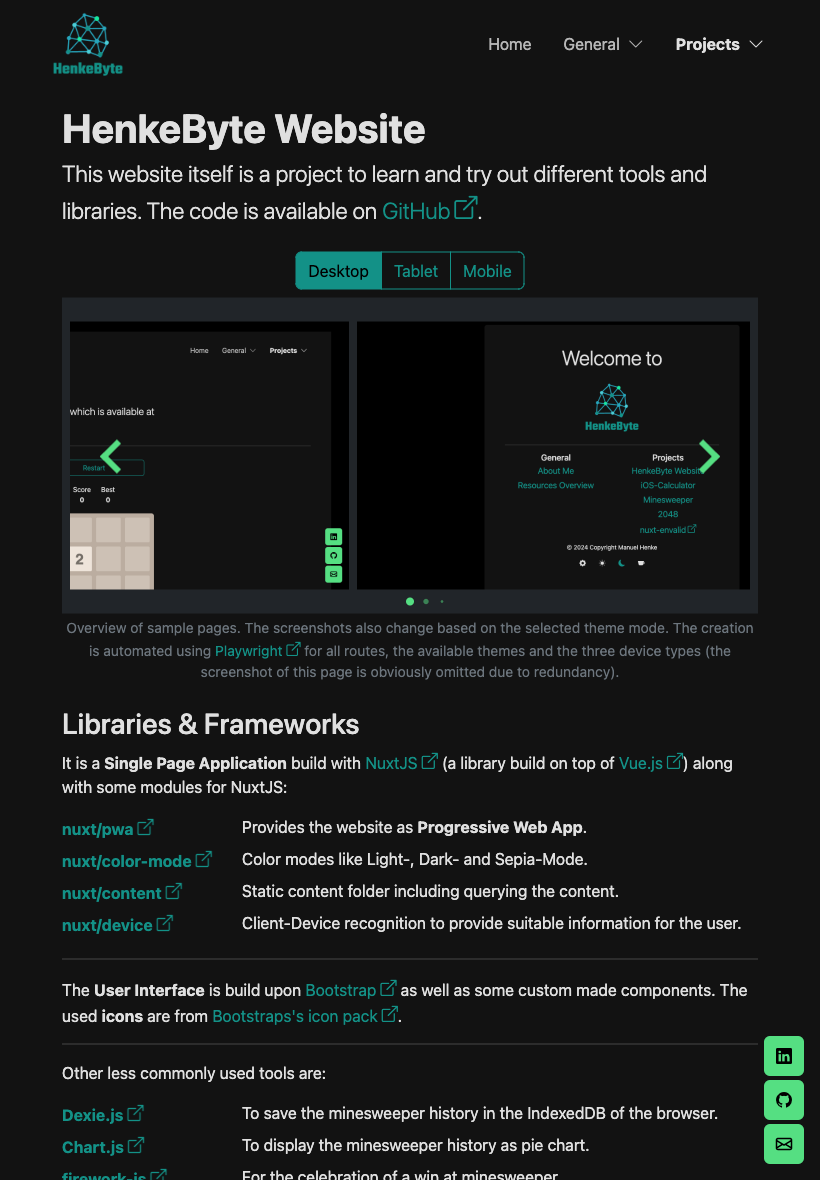 HenkeByte
Home General Projects
HenkeByte Website
This website itself is a project to learn and try out different tools and
libraries. The code is available on GitHub.
Desktop Tablet Mobile
Home General Projects
which is available at
Restart
Score Best
0 0
2
Welcome to
HenkeByte
General Projects
About Me HenkeByte Website
Resources Overview iOS-Calculator
Minesweeper
2048
nuxt-envalid
© 2024 Copyright Manuel Henke
Overview of sample pages. The screenshots also change based on the selected theme mode. The creation
is automated using Playwright for all routes, the available themes and the three device types (the
screenshot of this page is obviously omitted due to redundancy).
Libraries & Frameworks
It is a Single Page Application build with NuxtJS (a library build on top of Vue.js) along
with some modules for NuxtJS:
nuxt/pwa Provides the website as Progressive Web App.
nuxt/color-mode Color modes like Light-, Dark- and Sepia-Mode.
nuxt/content Static content folder including querying the content.
nuxt/device Client-Device recognition to provide suitable information for the user.
The User Interface is build upon Bootstrap as well as some custom made components. The
used icons are from Bootstraps's icon pack.
Other less commonly used tools are:
Dexie.js To save the minesweeper history in the IndexedDB of the browser.
Chart.js To display the minesweeper history as pie chart.
firework-js For the celebration of a win at minesweeper.